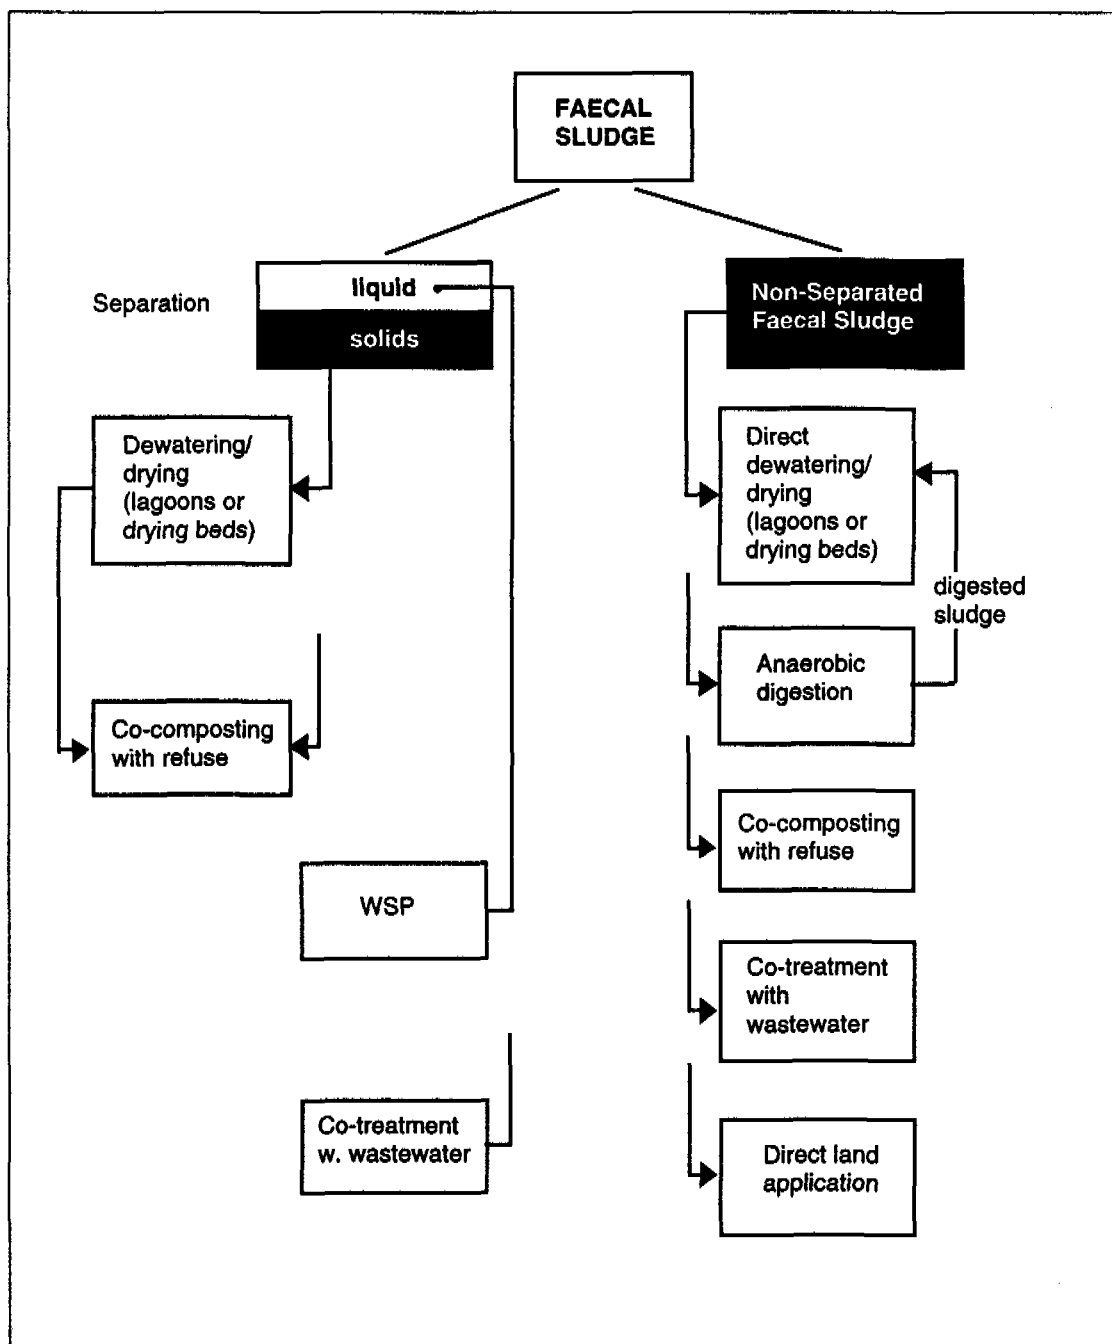 FAECAL
SLUDGE
Separation
liquid
solids
Non-Separated
Faecal Sludge
Dewatering/
drying
(lagoons or
drying beds)
Direct
dewatering/
drying
(lagoons or
drying beds)
digested
sludge
Anaerobic
digestion
Co-composting
with refuse
Co-composting
with refuse
WSP
Co-treatment
with
wastewater
Co-treatment
w. wastewater
Direct land
application